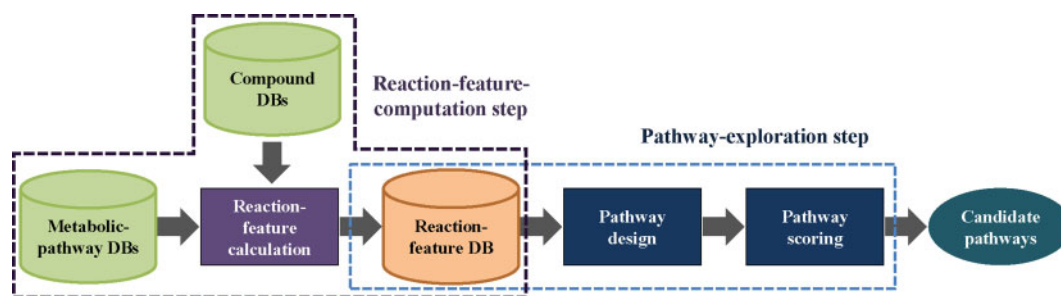 Compound
DBs
Reaction-feature-
computation step
Pathway-exploration step
Metabolic-
pathway DBs
Reaction-
feature
calculation
Reaction-
feature DB
Pathway
design
Pathway
scoring
Candidate
pathways